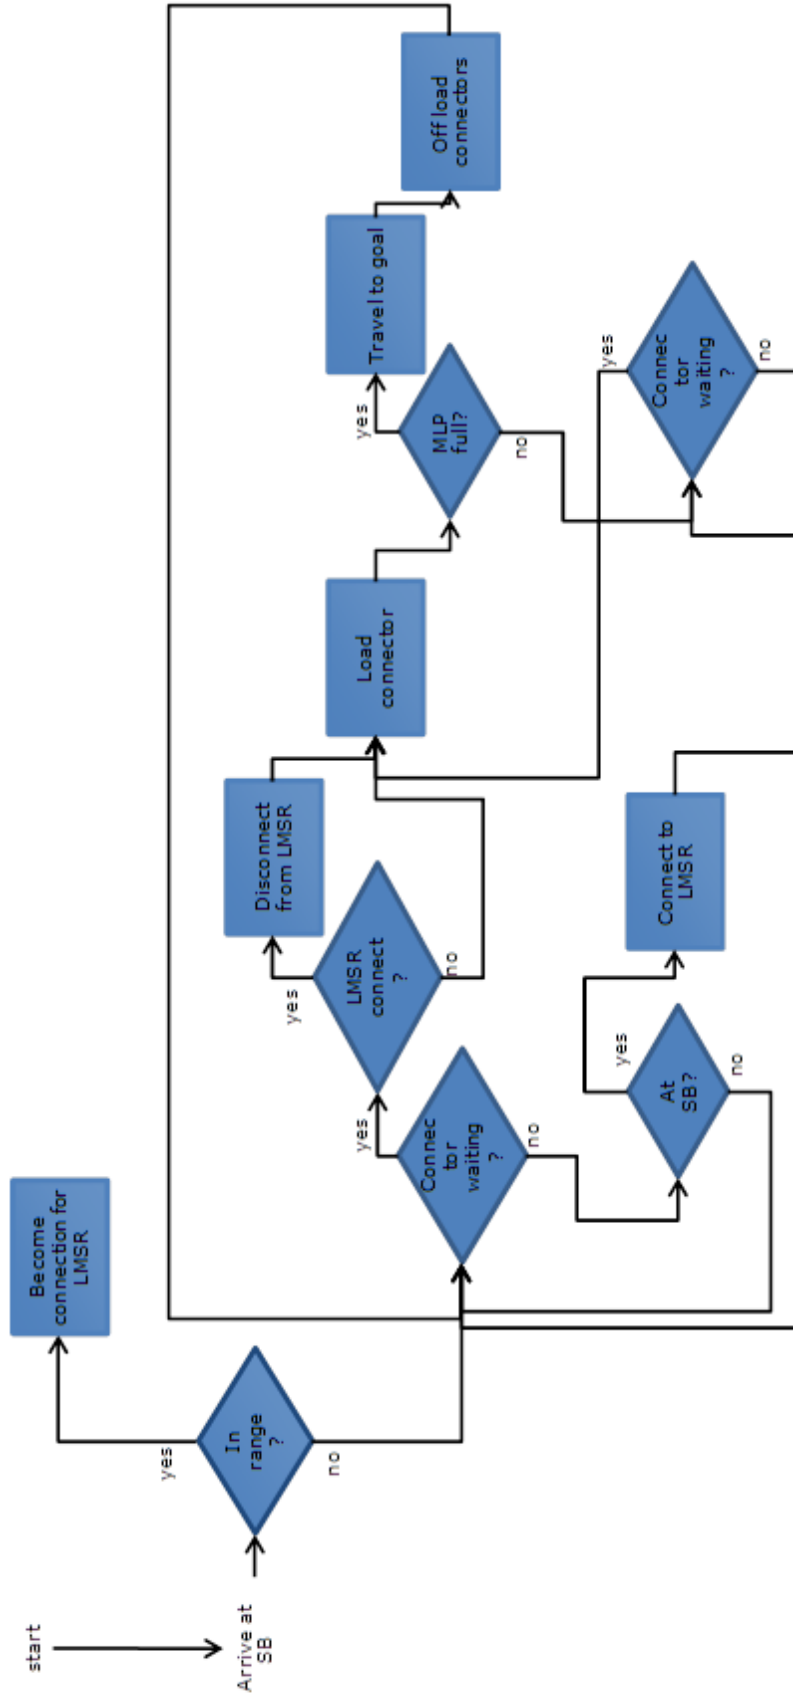 start
Arrive at
SB
In
range
?
yes
no
Become
connection for
LMSR
Connec
tor
waiting
?
yes
no
LMSR
connect
?
yes
no
Disconnect
from LMSR
At
SB?
yes
no
Connect to
LMSR
Load
connector
MLP
full?
yes
no
Travel to goal
Off load
connectors
Connec
tor
waiting
?
yes
no